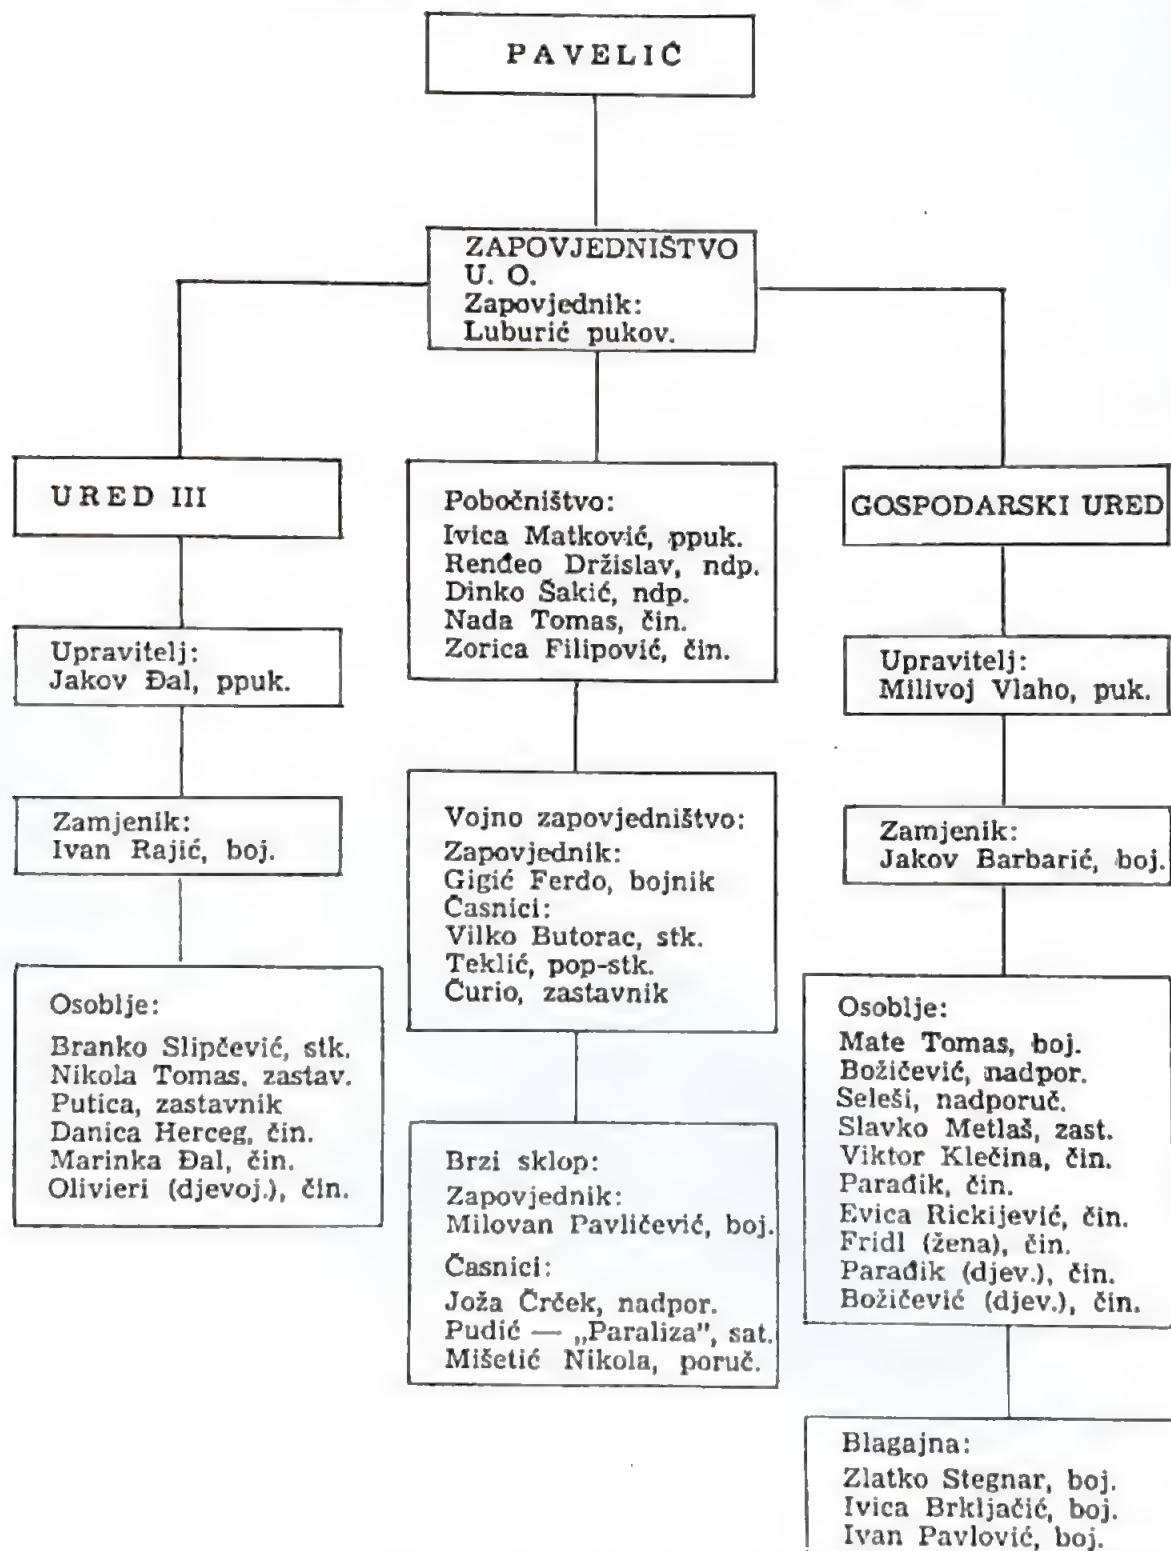 PAVELIĆ
ZAPOVJEDNIŠTVO
U. O.
Zapovjednik:
Luburić pukov.
URED III
Upravitelj:
Jakov Đal, ppuk.
Zamjenik:
Ivan Rajić, boj.
Osoblje:
Branko Slipčević, stk.
Nikola Tomas, zastav.
Putica, zastavnik
Danica Herceg, čin.
Marinka Đal, čin.
Olivieri (djevoj.), čin.
Pobočništvo:
Ivica Matković, ppuk.
Renđeo Držislav, ndp.
Dinko Šakić, ndp.
Nada Tomas, čin.
Zorica Filipović, čin.
Vojno zapovjedništvo:
Zapovjednik:
Gigić Ferdo, bojnik
Časnici:
Vilko Butorac, stk.
Teklić, pop-stk.
Čurio, zastavnik
Brzi sklop:
Zapovjednik:
Milovan Pavličević, boj.
Časnici:
Joža Črček, nadpor.
Pudić — „Paraliza”, sat.
Mišetić Nikola, poruč.
GOSPODARSKI URED
Upravitelj:
Milivoj Vlaho, puk.
Zamjenik:
Jakov Barbarić, boj.
Osoblje:
Mate Tomas, boj.
Božičević, nadpor.
Seleši, nadporuč.
Slavko Metlaš, zast.
Viktor Klečina, čin.
Parađik, čin.
Evica Rickijević, čin.
Fridl (žena), čin.
Parađik (djev.), čin.
Božičević (djev.), čin.
Blagajna:
Zlatko Stegnar, boj.
Ivica Brkljačić, boj.
Ivan Pavlović, boj.